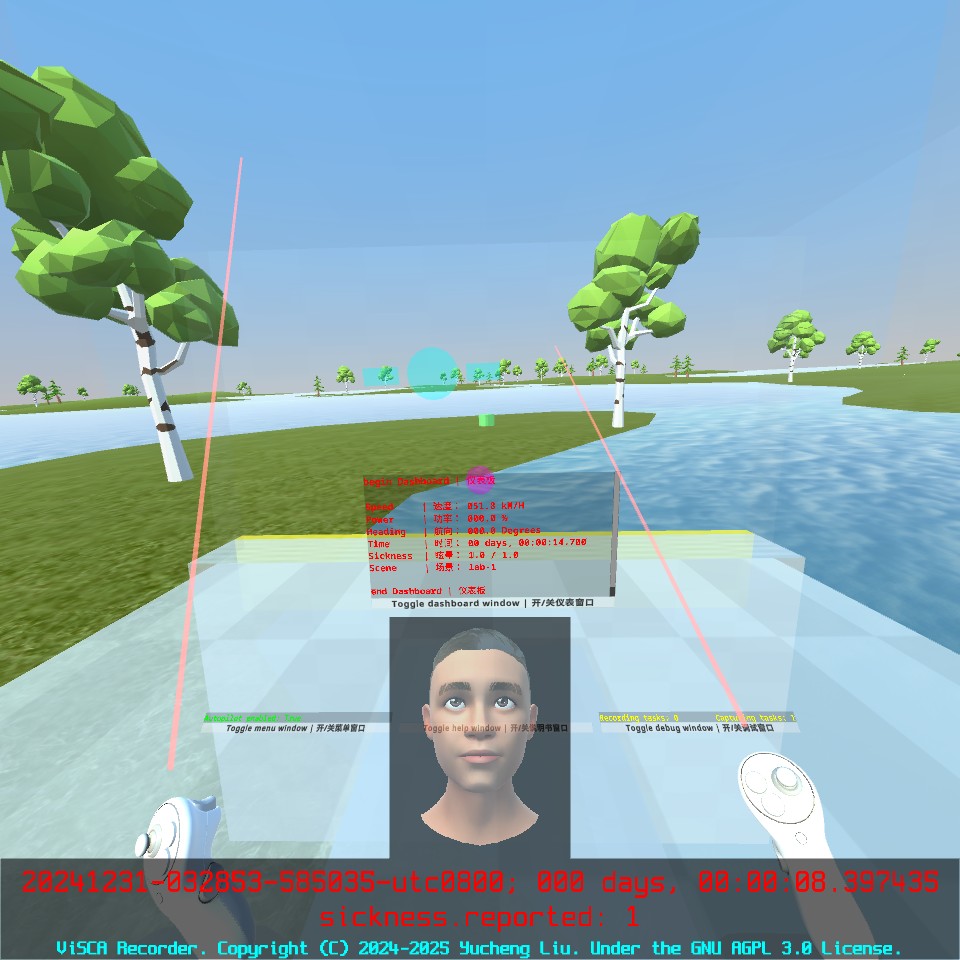 begin Dashboard | 仪表板
Speed | 速度： 051.8 kM/H
Power | 功率： 000.0 %
Heading | 航向： 000.0 Degrees
Time | 时间： 00 days, 00:00:14.700
Sickness | 眩晕： 1.0 / 1.0
Scene | 场景： lab-1
end Dashboard | 仪表板
Toggle dashboard window | 开/关仪表窗口
Autopilot enabled: True
Recording tasks: 0 Capturing tasks: 1
Toggle menu window | 开/关菜单窗口
Toggle help window | 开/关 窗口
Toggle debug window | 开/关调试窗口
20241231-032853-585035-utc0800; 000 days, 00:00:08.397435
sickness.reported: 1
ViSCA Recorder. Copyright (C) 2024-2025 Yucheng Liu. Under the GNU AGPL 3.0 License.